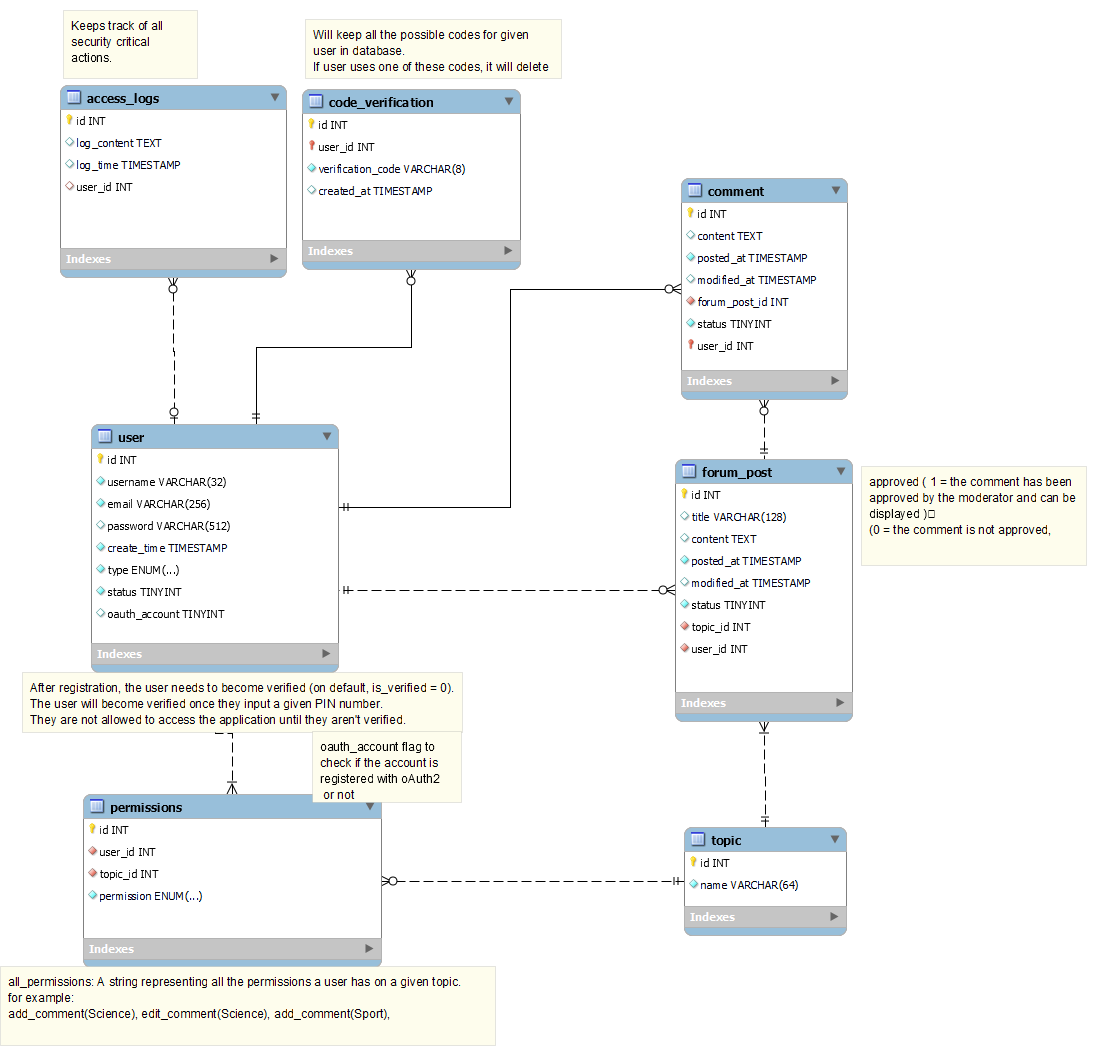 Keeps track of all
security critical
actions.
Will keep all the possible codes for given
user in database.
If user uses one of these codes, it will delete
access_logs
id INT
log_content TEXT
log_time TIMESTAMP
user_id INT
Indexes
code_verification
id INT
user_id INT
verification_code VARCHAR(8)
created_at TIMESTAMP
Indexes
comment
id INT
content TEXT
posted_at TIMESTAMP
modified_at TIMESTAMP
forum_post_id INT
status TINYINT
user_id INT
Indexes
user
id INT
username VARCHAR(32)
email VARCHAR(256)
password VARCHAR(512)
create_time TIMESTAMP
type ENUM(...)
status TINYINT
oauth_account TINYINT
Indexes
forum_post
id INT
title VARCHAR(128)
content TEXT
posted_at TIMESTAMP
modified_at TIMESTAMP
status TINYINT
topic_id INT
user_id INT
Indexes
approved ( 1 = the comment has been
approved by the moderator and can be
displayed )
(0 = the comment is not approved,
After registration, the user needs to become verified (on default, is_verified = 0).
The user will become verified once they input a given PIN number.
They are not allowed to access the application until they aren't verified.
oauth_account flag to
check if the account is
registered with oAuth2
or not
permissions
id INT
user_id INT
topic_id INT
permission ENUM(...)
Indexes
topic
id INT
name VARCHAR(64)
Indexes
all_permissions: A string representing all the permissions a user has on a given topic.
for example:
add_comment(Science), edit_comment(Science), add_comment(Sport),